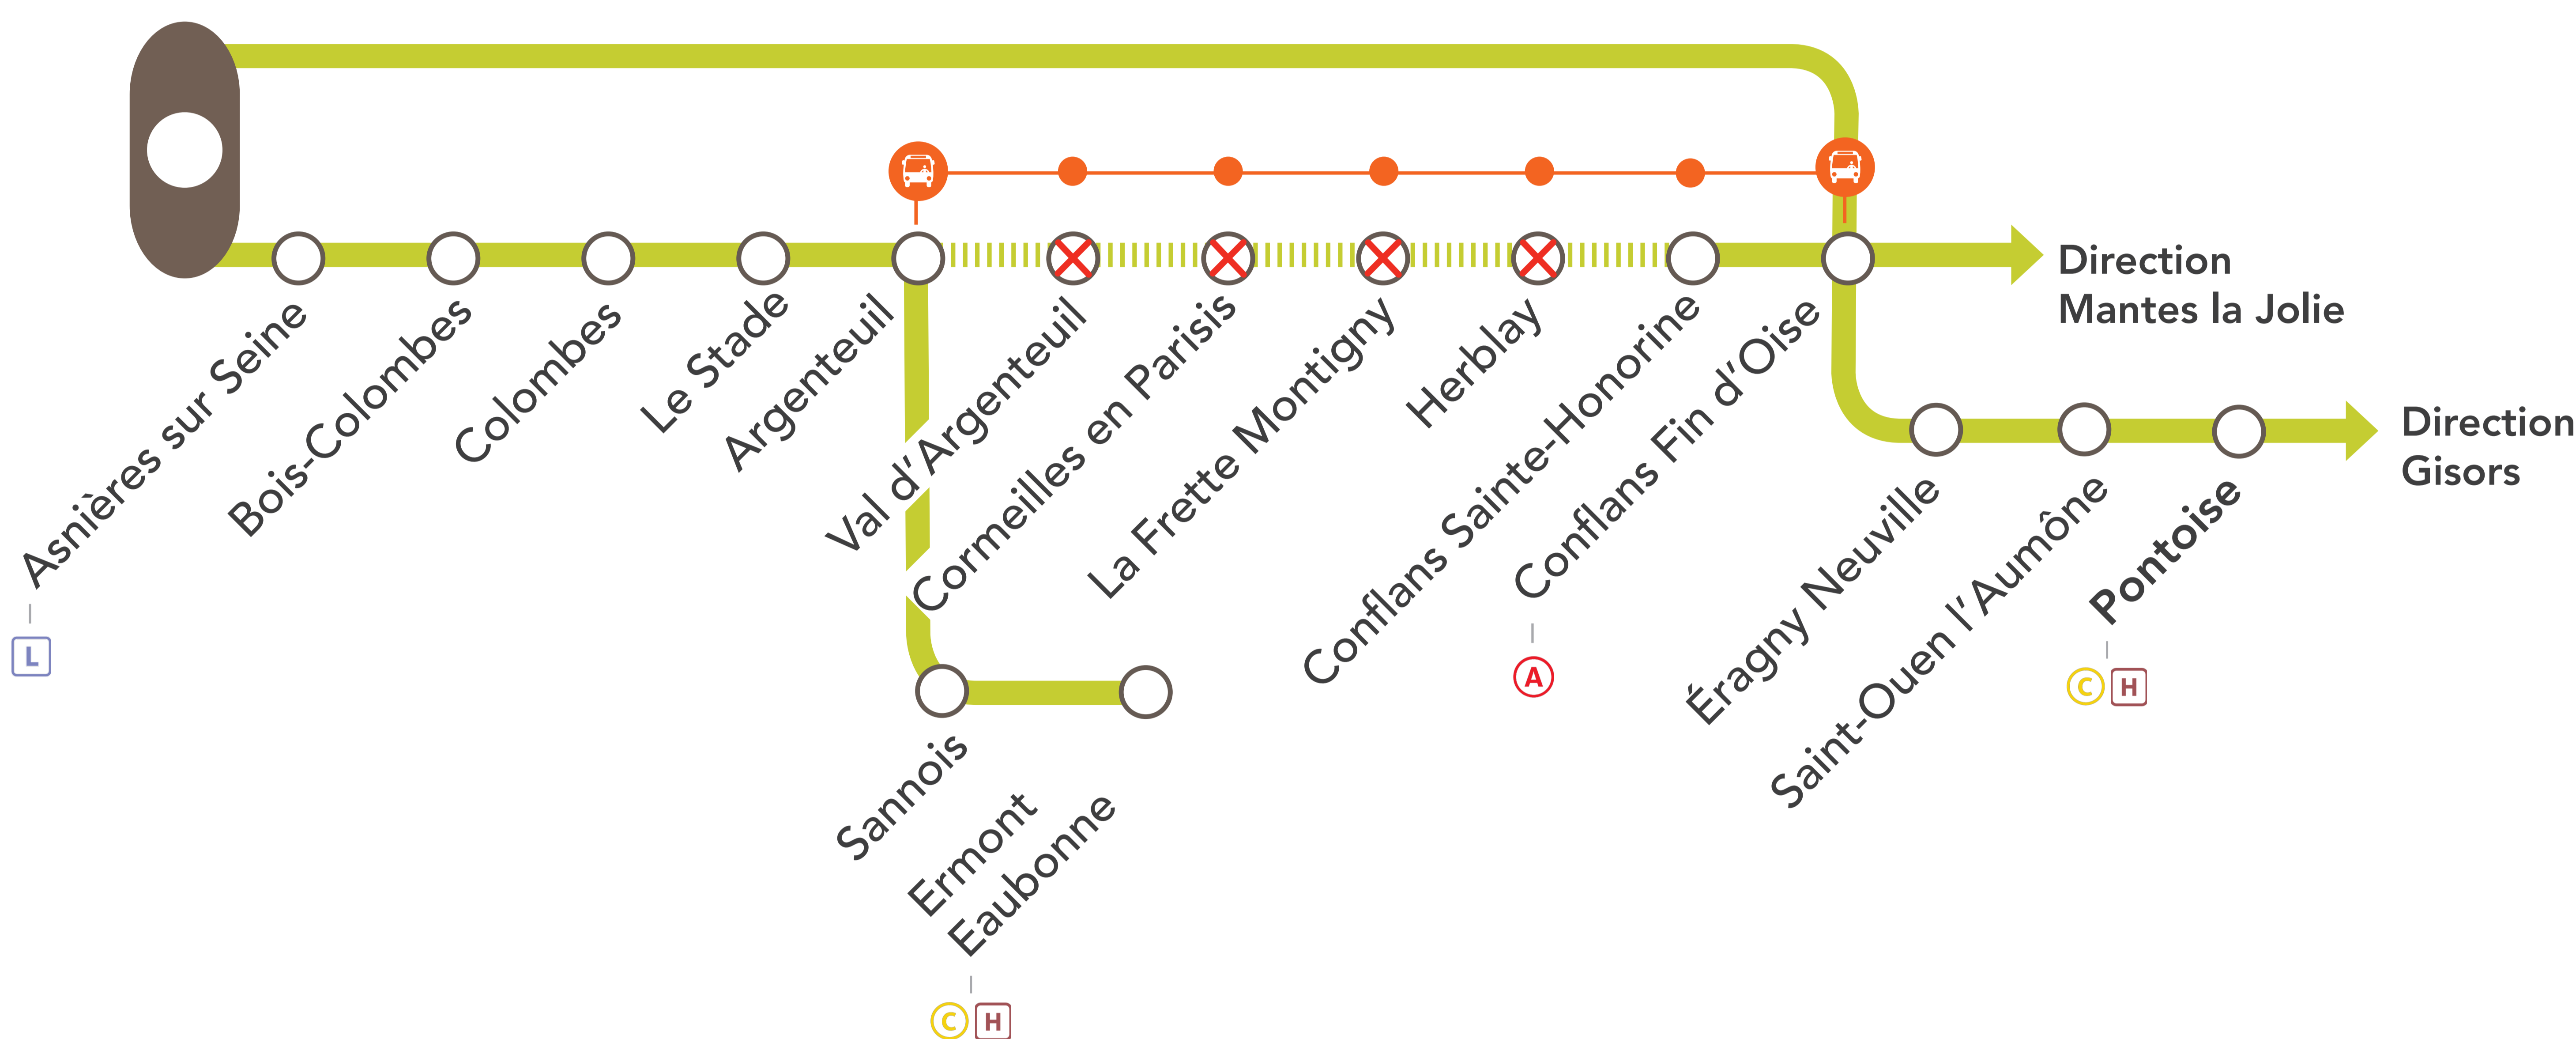 Direction
Mantes la Jolie
Direction
Gisors
Asnières sur Seine
L
Bois-Colombes
Colombes
Le Stade
Argenteuil
Val d'Argenteuil
Cormeilles en Parisis
La Frette Montigny
Herblay
Conflans Sainte-Honorine
Conflans Fin d'Oise
A
Éragny Neuville
Saint-Ouen l'Aumône
Pontoise
C H
Sannois
Ermont
Eaubonne
C H